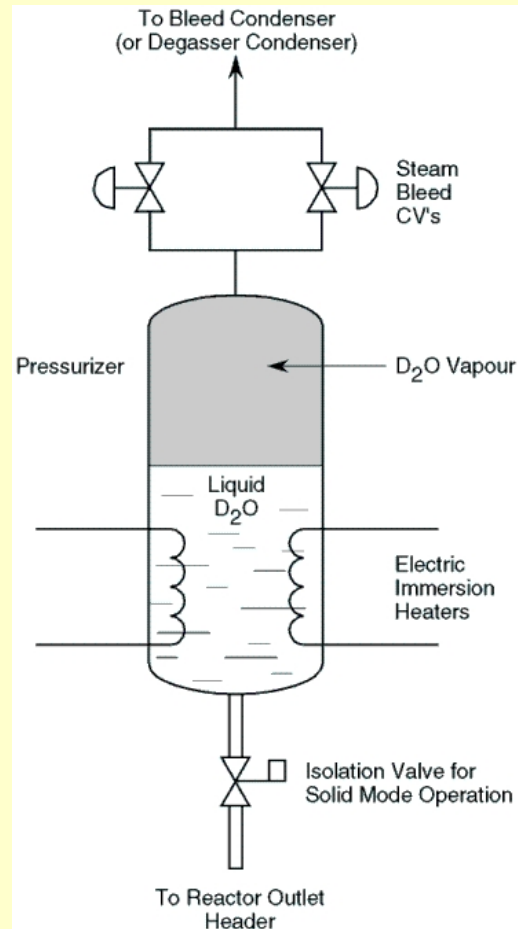 To Bleed Condenser
(or Degasser Condenser)
Steam
Bleed
CV's
Pressurizer
D₂O Vapour
Liquid
D₂O
Electric
Immersion
Heaters
Isolation Valve for
Solid Mode Operation
To Reactor Outlet
Header